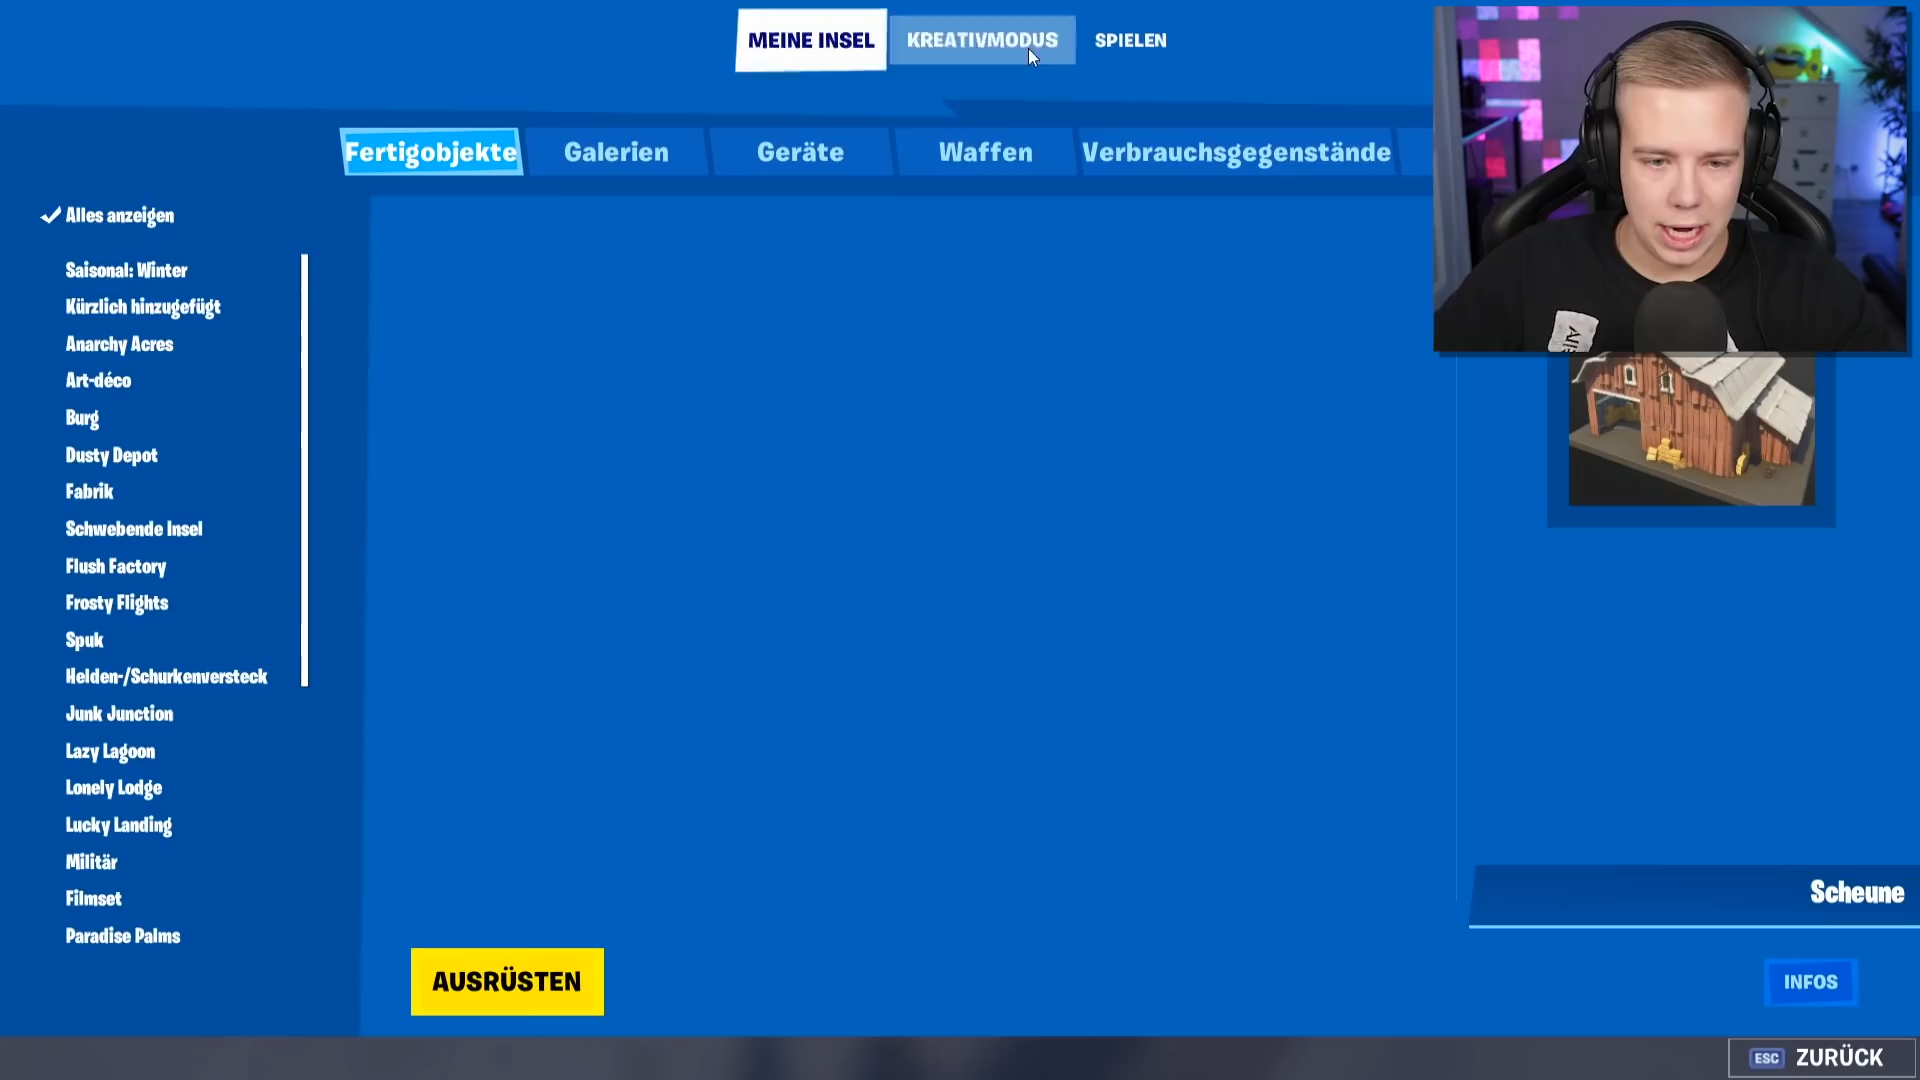 MEINE INSEL
KREATIVMODUS
SPIELEN
Fertigobjekte
Galerien
Geräte
Waffen
Verbrauchsgegenstände
Alles anzeigen
Saisonal: Winter
Kürzlich hinzugefügt
Anarchy Acres
Art-déco
Burg
Dusty Depot
Fabrik
Schwebende Insel
Flush Factory
Frosty Flights
Spuk
Helden-/Schurkenversteck
Junk Junction
Lazy Lagoon
Lonely Lodge
Lucky Landing
Militär
Filmset
Paradise Palms
Scheune
AUSRÜSTEN
INFOS
ESC ZURÜCK